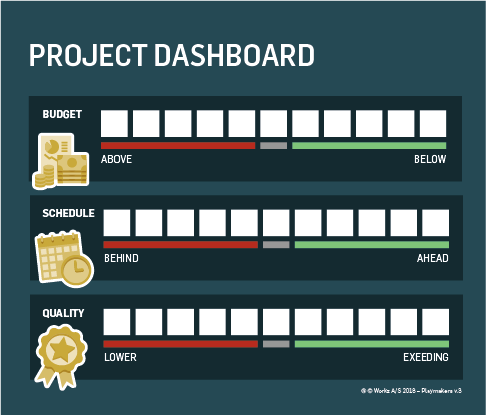 PROJECT DASHBOARD
BUDGET
ABOVE
BELOW
SCHEDULE
BEHIND
AHEAD
QUALITY
LOWER
EXEEDING
© Workz A/S 2018 – Playmakers v.3